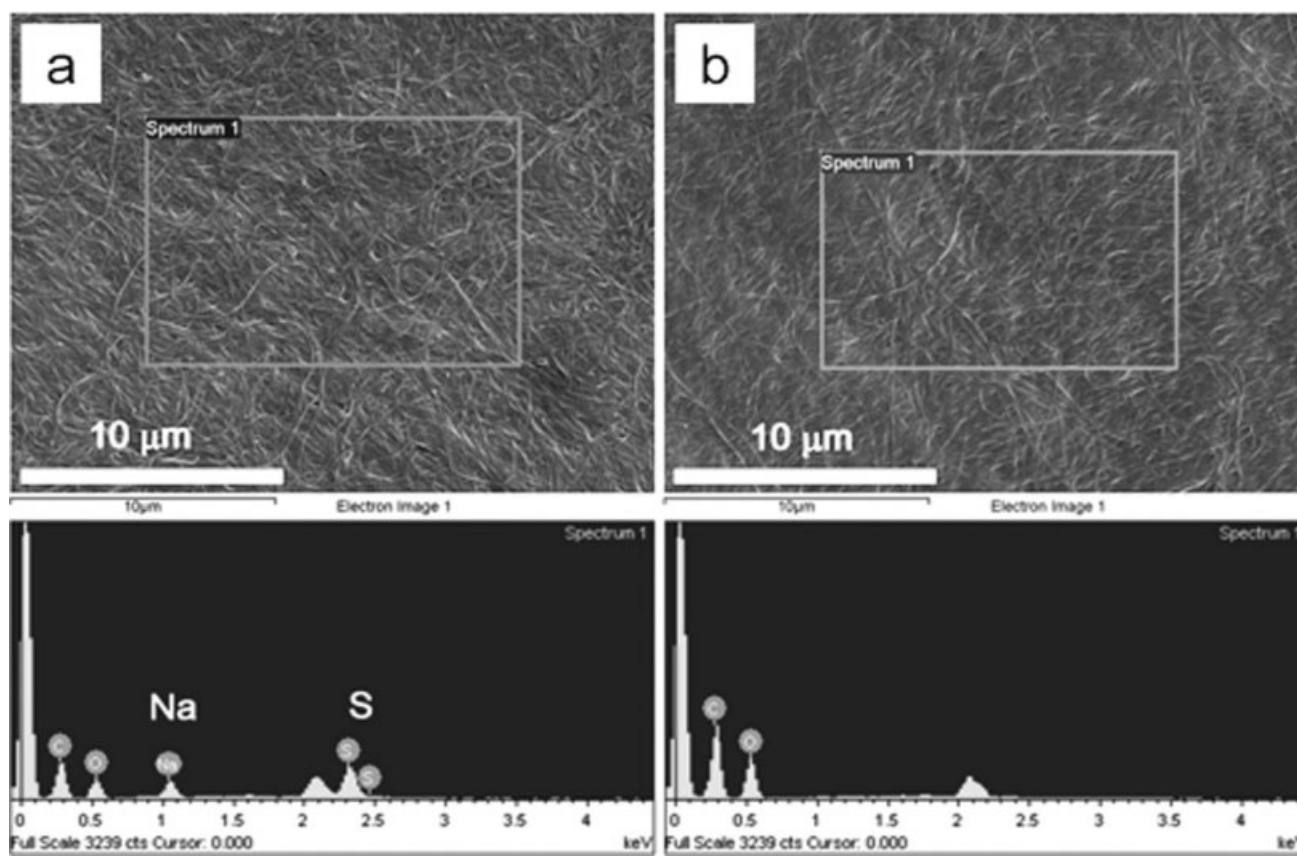 a
Spectrum 1
10 μm
10μm Electron Image 1
b
Spectrum 1
10 μm
10μm Electron Image 1
Spectrum 1
Na S
C O Na S S
0 0.5 1 1.5 2 2.5 3 3.5 4
Full Scale 3239 cts Cursor: 0.000 keV
Spectrum 1
C O
0 0.5 1 1.5 2 2.5 3 3.5 4
Full Scale 3239 cts Cursor: 0.000 ke